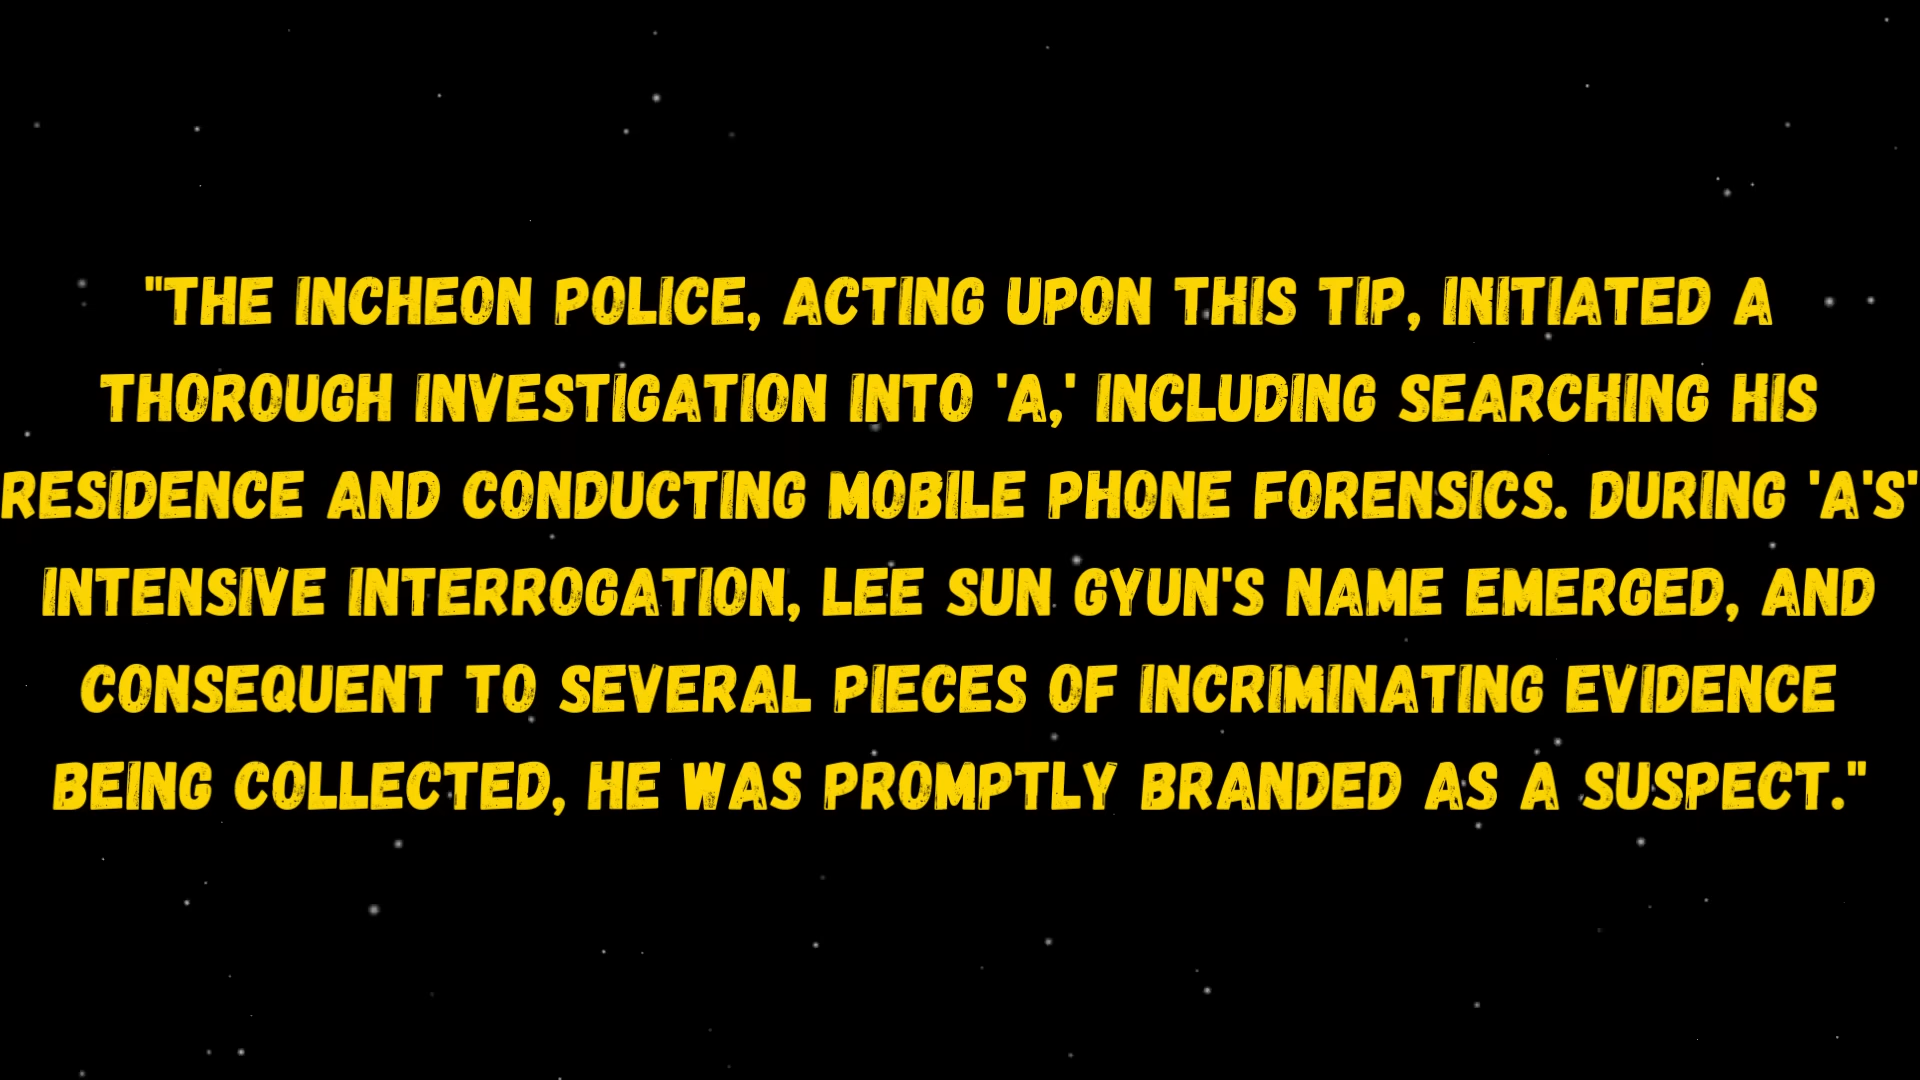 "THE INCHEON POLICE, ACTING UPON THIS TIP, INITIATED A
THOROUGH INVESTIGATION INTO 'A,' INCLUDING SEARCHING HIS
RESIDENCE AND CONDUCTING MOBILE PHONE FORENSICS. DURING 'A'S'
INTENSIVE INTERROGATION, LEE SUN GYUN'S NAME EMERGED, AND
CONSEQUENT TO SEVERAL PIECES OF INCRIMINATING EVIDENCE
BEING COLLECTED, HE WAS PROMPTLY BRANDED AS A SUSPECT."